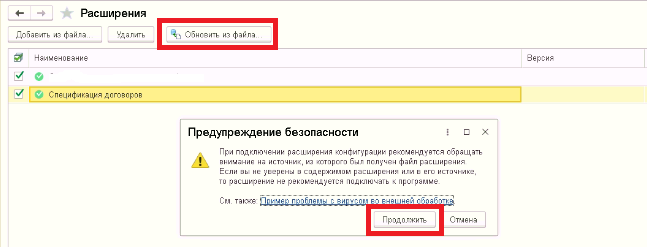 Расширения
Добавить из файла... Удалить Обновить из файла...
Наименование Версия
Спецификация договоров
Предупреждение безопасности
При подключении расширения конфигурации рекомендуется обращать
внимание на источник, из которого был получен файл расширения.
Если вы не уверены в содержимом расширения или в его источнике,
то расширение не рекомендуется подключать к программе.
См. также: Пример проблемы с вирусом во внешней обработке.
Продолжить Отмена